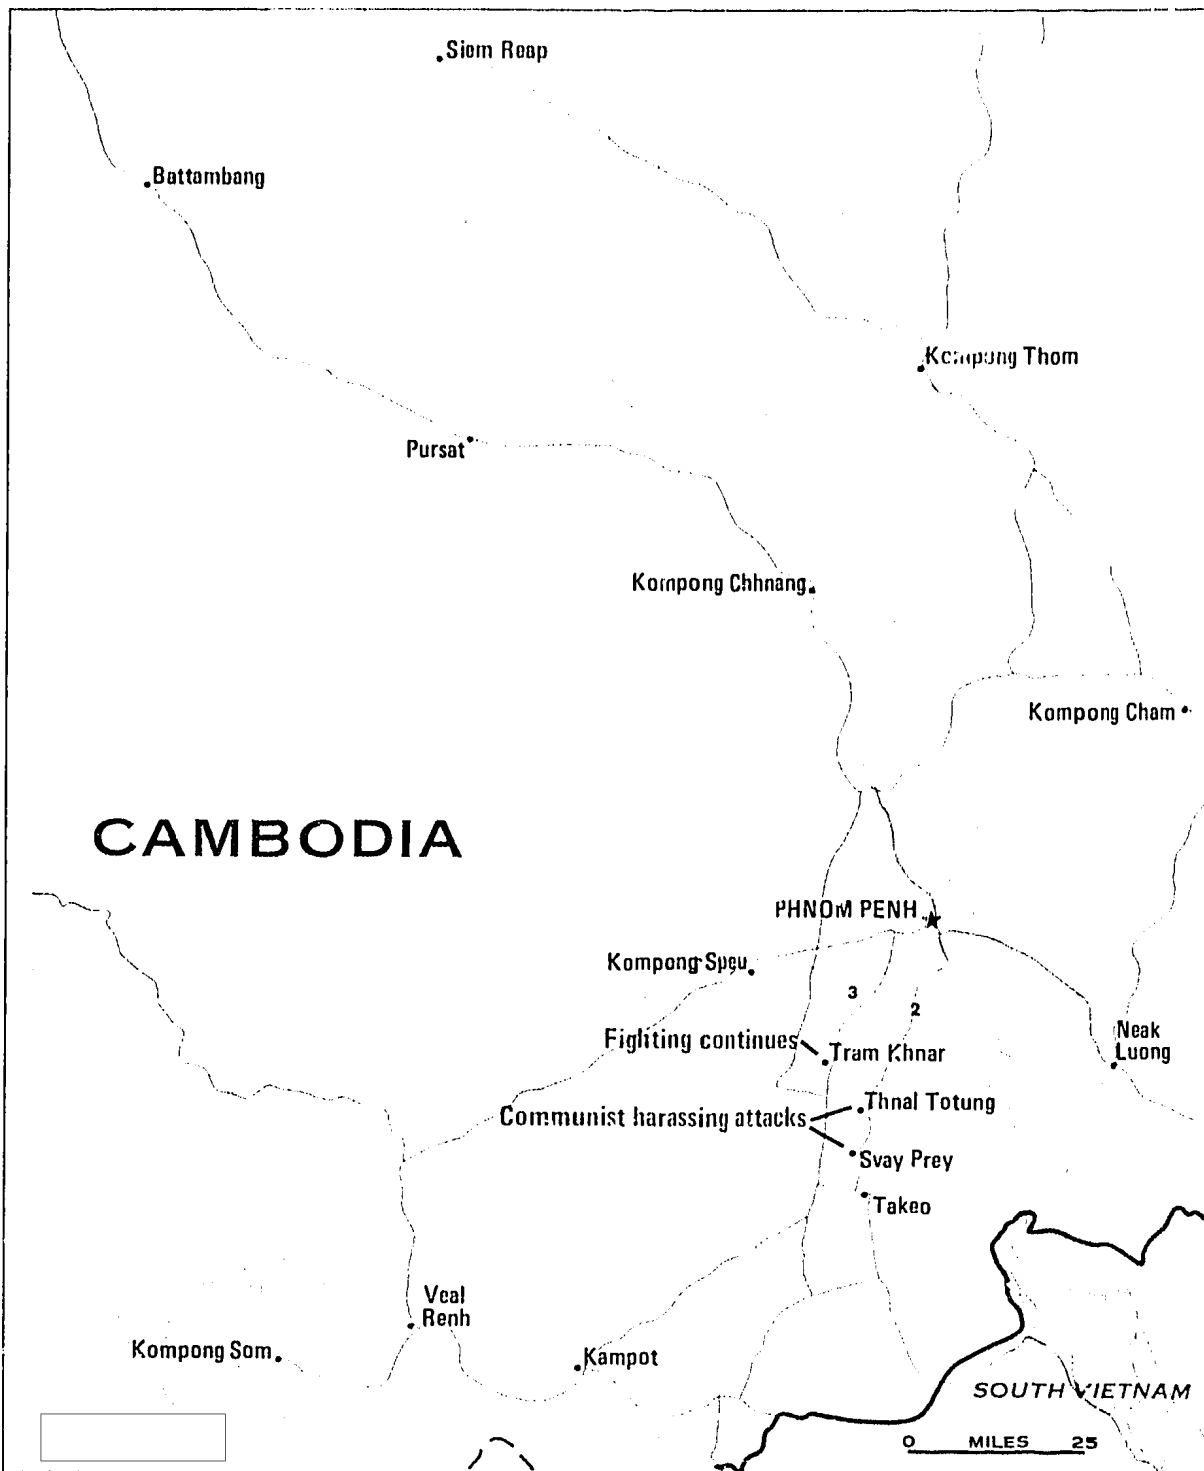 Siem Reap
Battambang
Kompong Thom
Pursat
Kompong Chhnang
Kompong Cham
CAMBODIA
PHNOM PENH
Kompong Speu
3
2
Neak
Luong
Fighting continues
Tram Khnar
Thnal Totung
Communist harassing attacks
Svay Prey
Takeo
Veal
Renh
Kompong Som
Kampot
SOUTH VIETNAM
0 MILES 25